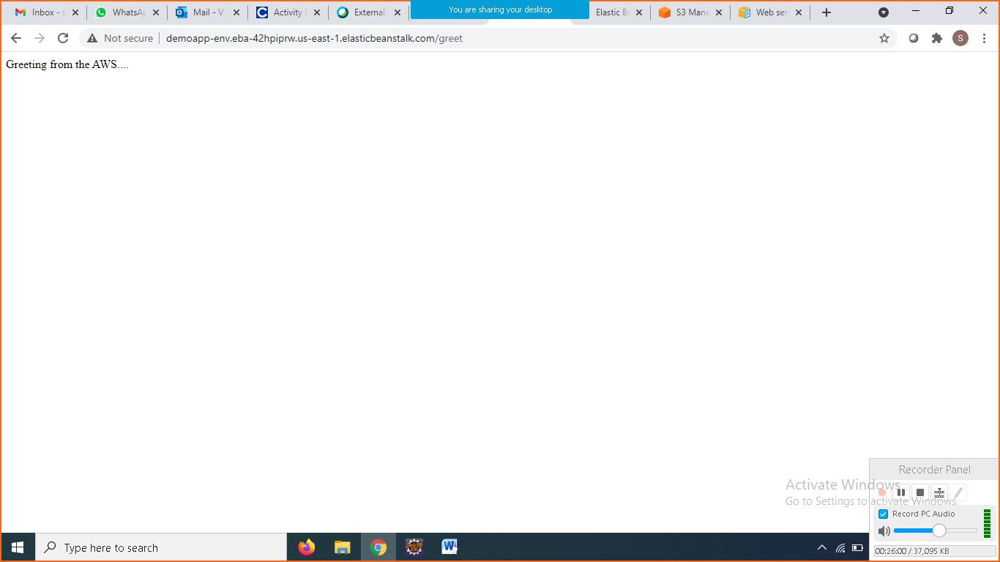 Inbox - s
WhatsAp
Mail - V,
Activity D
External
You are sharing your desktop
Elastic Be
S3 Mana
Web serv
Not secure
demoapp-env.eba-42hpiprw.us-east-1.elasticbeanstalk.com/greet
S
Greeting from the AWS....
Recorder Panel
Activate Windows
Go to Settings to activate Windows.
Record PC Audio
Type here to search
00:26:00 / 37,095 KB